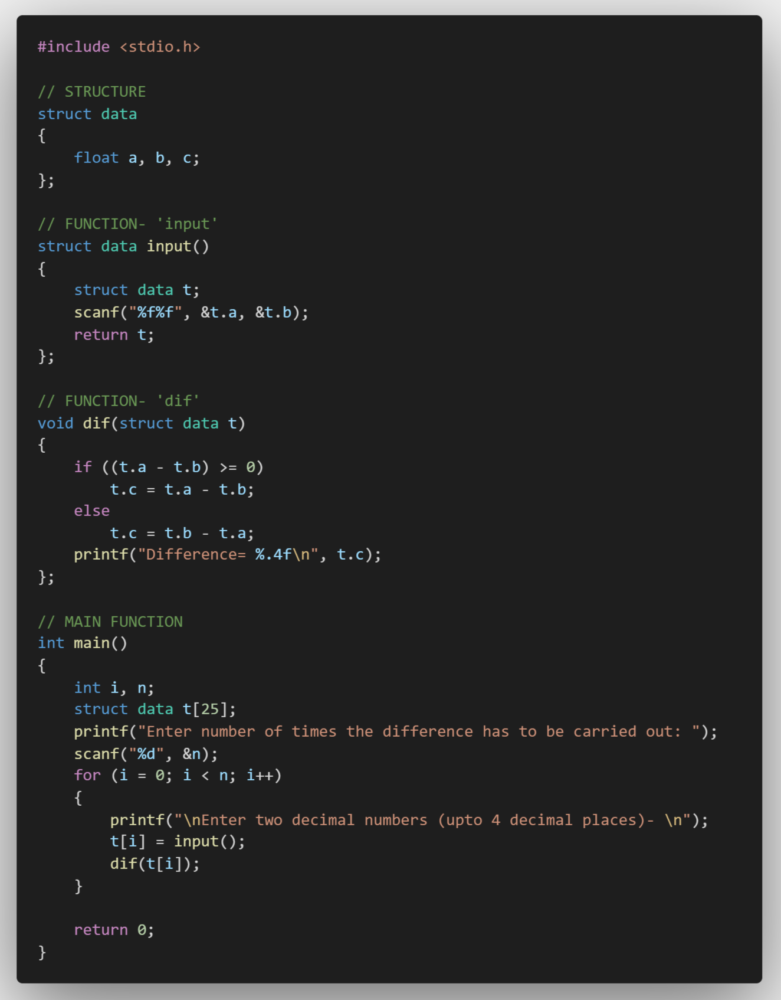 #include <stdio.h>

// STRUCTURE
struct data
{
    float a, b, c;
};

// FUNCTION- 'input'
struct data input()
{
    struct data t;
    scanf("%f%f", &t.a, &t.b);
    return t;
};

// FUNCTION- 'dif'
void dif(struct data t)
{
    if ((t.a - t.b) >= 0)
        t.c = t.a - t.b;
    else
        t.c = t.b - t.a;
    printf("Difference= %.4f\n", t.c);
};

// MAIN FUNCTION
int main()
{
    int i, n;
    struct data t[25];
    printf("Enter number of times the difference has to be carried out: ");
    scanf("%d", &n);
    for (i = 0; i < n; i++)
    {
        printf("\nEnter two decimal numbers (upto 4 decimal places)- \n");
        t[i] = input();
        dif(t[i]);
    }

    return 0;
}